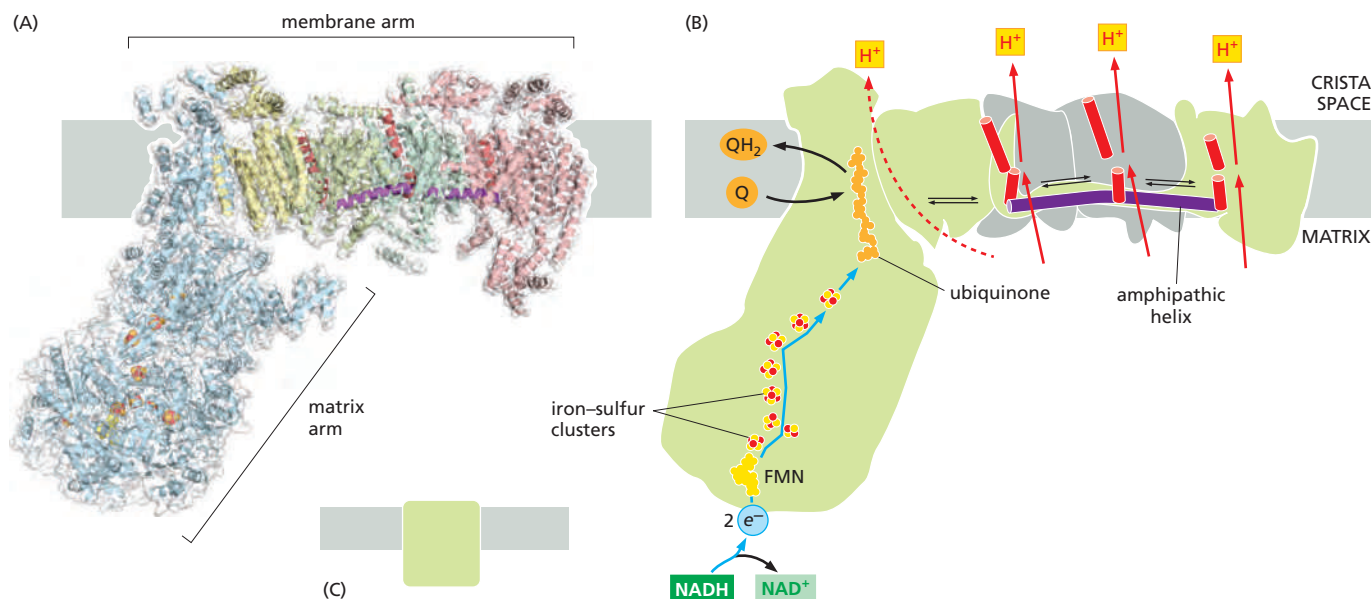 (A)
membrane arm
matrix
arm
(C)
(B)
H+
H+
H+
H+
CRISTA
SPACE
QH2
Q
MATRIX
ubiquinone
amphipathic
helix
iron–sulfur
clusters
FMN
2 e–
NADH
NAD+